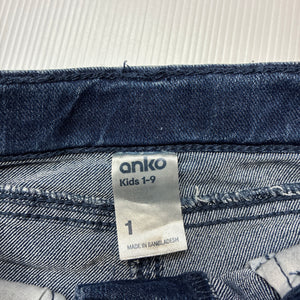 anko
Kids 1-9
1
MADE IN BANGLADESH